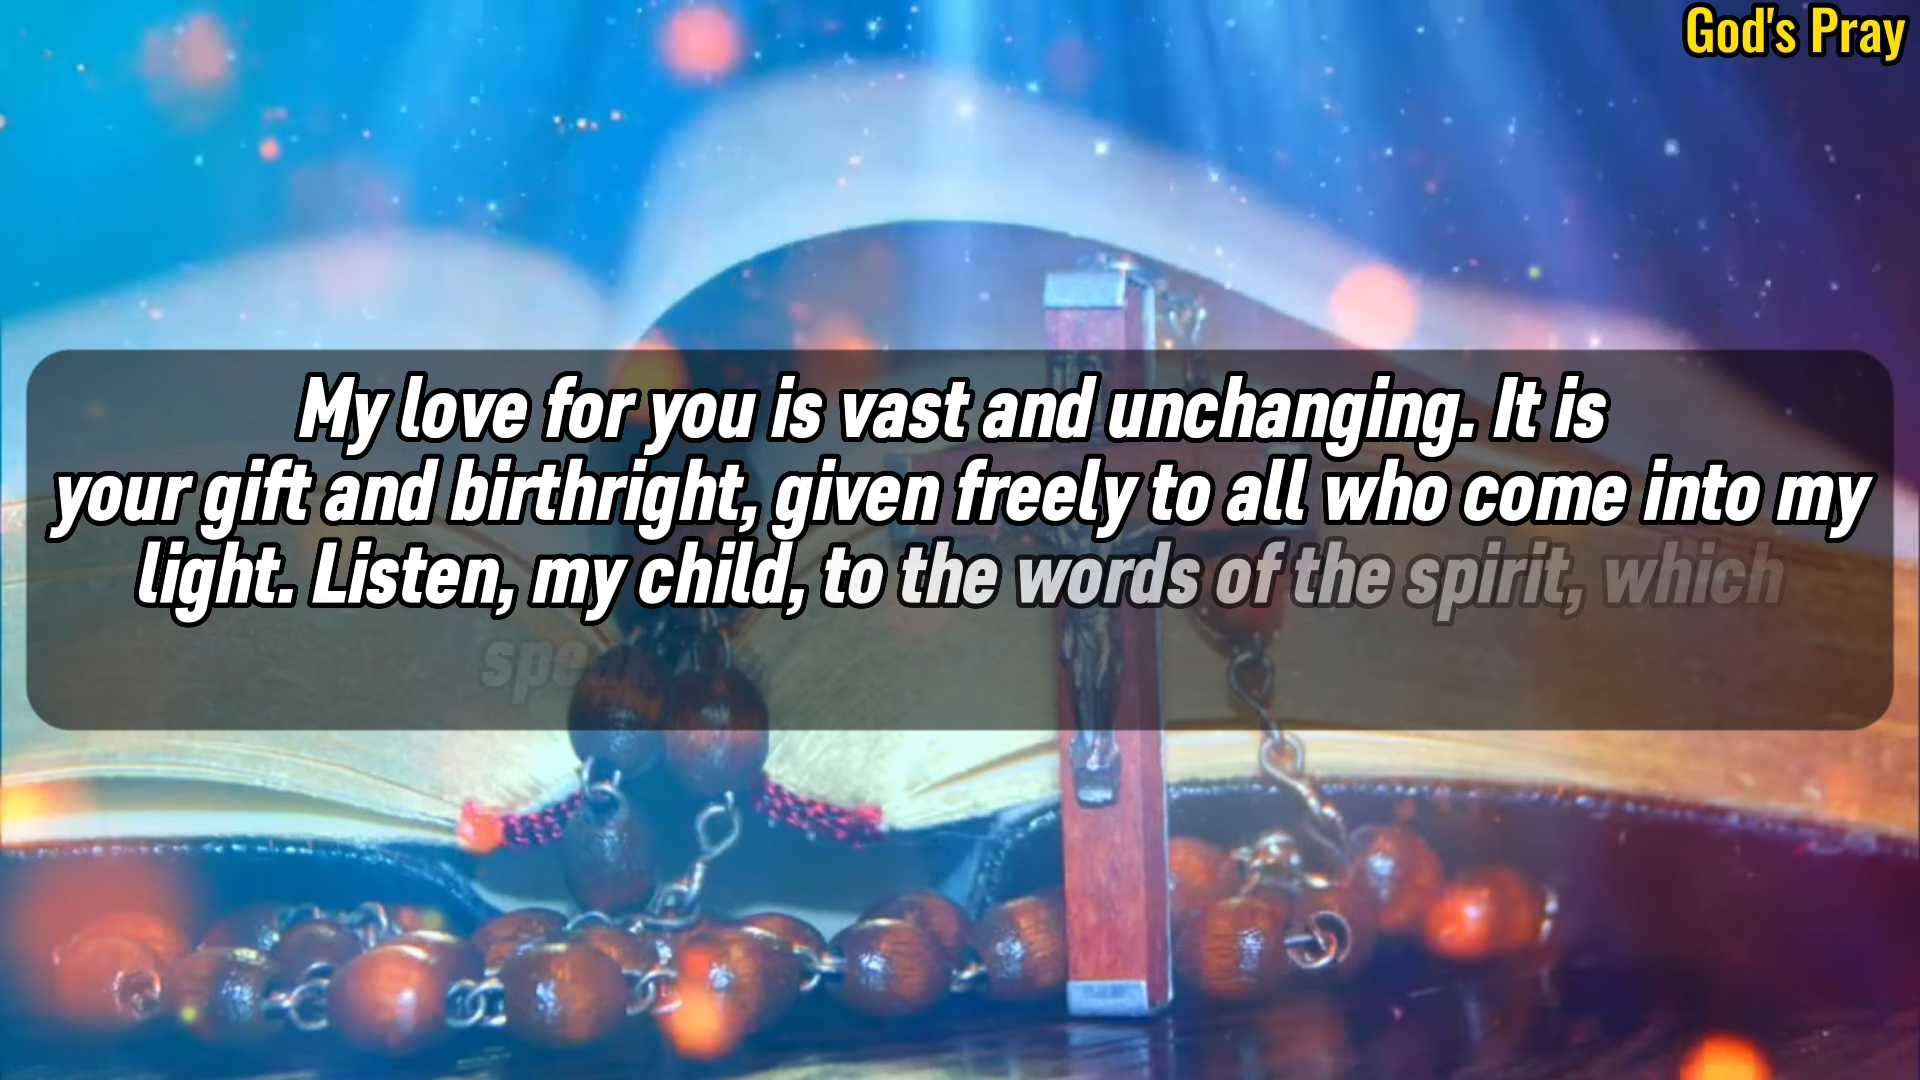 God's Pray
My love for you is vast and unchanging. It is
your gift and birthright, given freely to all who come into my
light. Listen, my child, to the words of the spirit, which